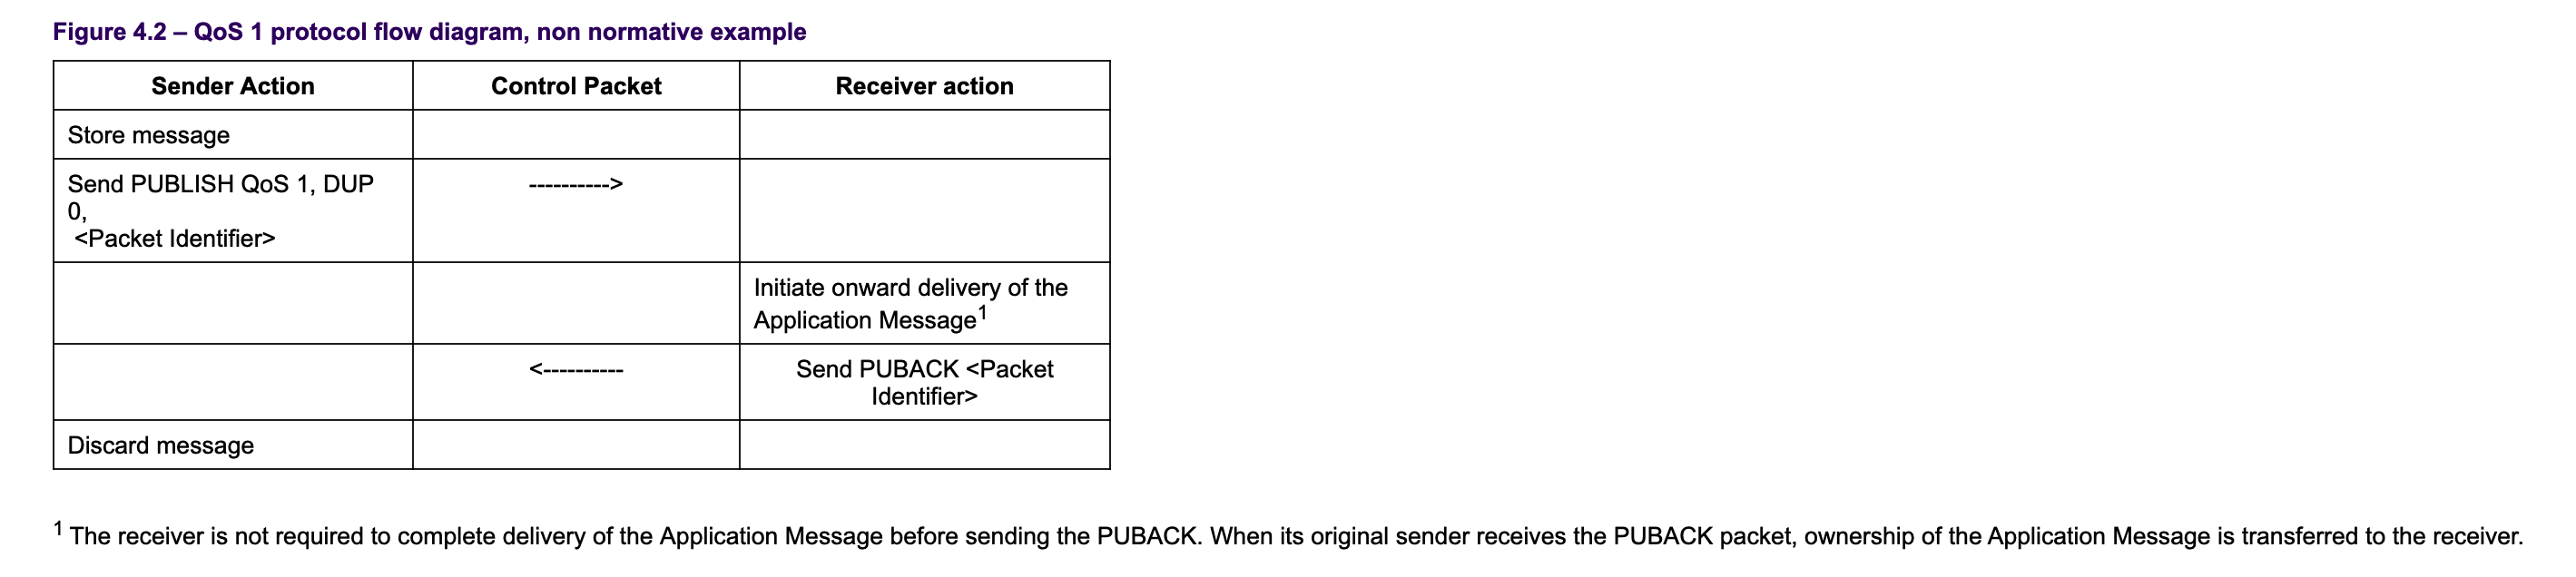 Figure 4.2 – QoS 1 protocol flow diagram, non normative example
Sender Action
Control Packet
Receiver action
Store message
Send PUBLISH QoS 1, DUP
0,
<Packet Identifier>
---------->
Initiate onward delivery of the
Application Message1
<----------
Send PUBACK <Packet
Identifier>
Discard message
1 The receiver is not required to complete delivery of the Application Message before sending the PUBACK. When its original sender receives the PUBACK packet, ownership of the Application Message is transferred to the receiver.